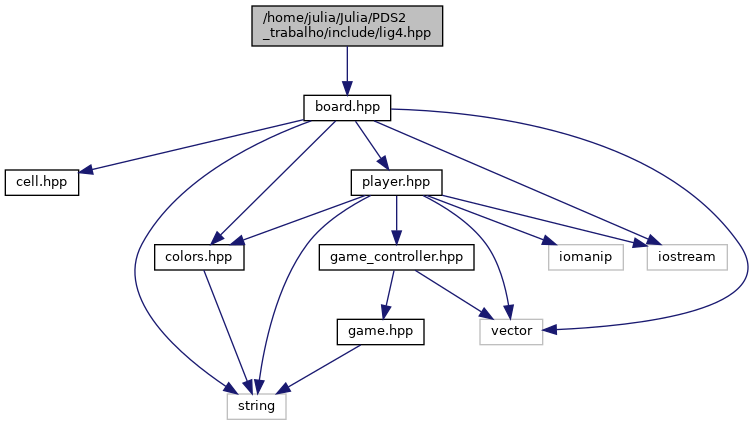 /home/julia/Julia/PDS2
_trabalho/include/lig4.hpp
board.hpp
cell.hpp
player.hpp
colors.hpp
game_controller.hpp
iomanip
iostream
game.hpp
vector
string